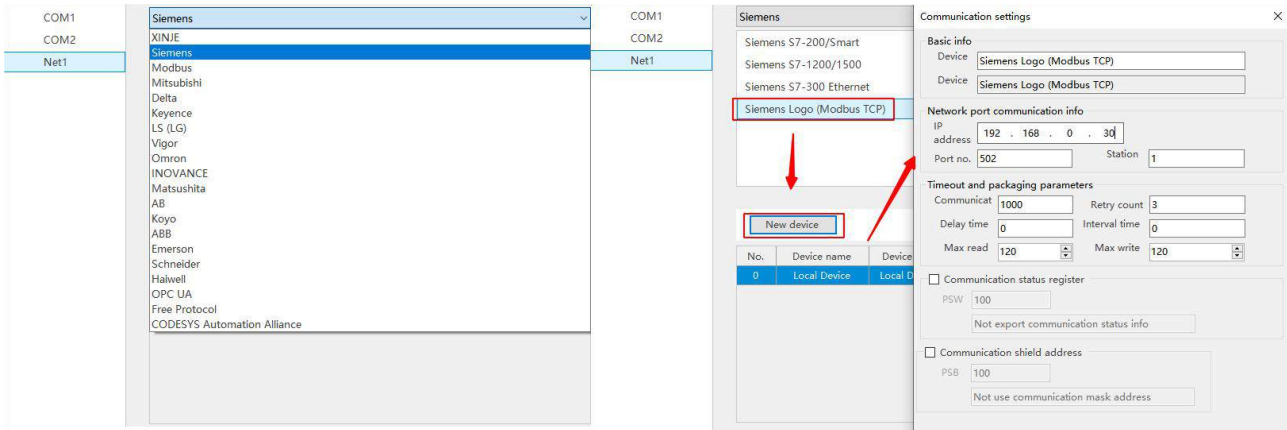 COM1
COM2
Net1
Siemens
XINJE
Siemens
Modbus
Mitsubishi
Delta
Keyence
LS (LG)
Vigor
Omron
INOVANCE
Matsushita
AB
Koyo
ABB
Emerson
Schneider
Haiwell
OPC UA
Free Protocol
CODESYS Automation Alliance
COM1
COM2
Net1
Siemens
Siemens S7-200/Smart
Siemens S7-1200/1500
Siemens S7-300 Ethernet
Siemens Logo (Modbus TCP)
New device
No. Device name Device
0 Local Device Local D
Communication settings
Basic info
Device Siemens Logo (Modbus TCP)
Device Siemens Logo (Modbus TCP)
Network port communication info
IP
address 192 . 168 . 0 . 30
Port no. 502 Station 1
Timeout and packaging parameters
Communicat 1000 Retry count 3
Delay time 0 Interval time 0
Max read 120 Max write 120
Communication status register
PSW 100
Not export communication status info
Communication shield address
PSB 100
Not use communication mask address